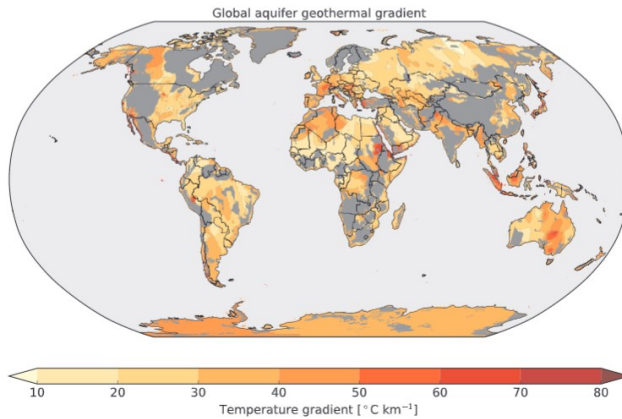 Global aquifer geothermal gradient
10 20 30 40 50 60 70 80
Temperature gradient [°C km⁻¹]